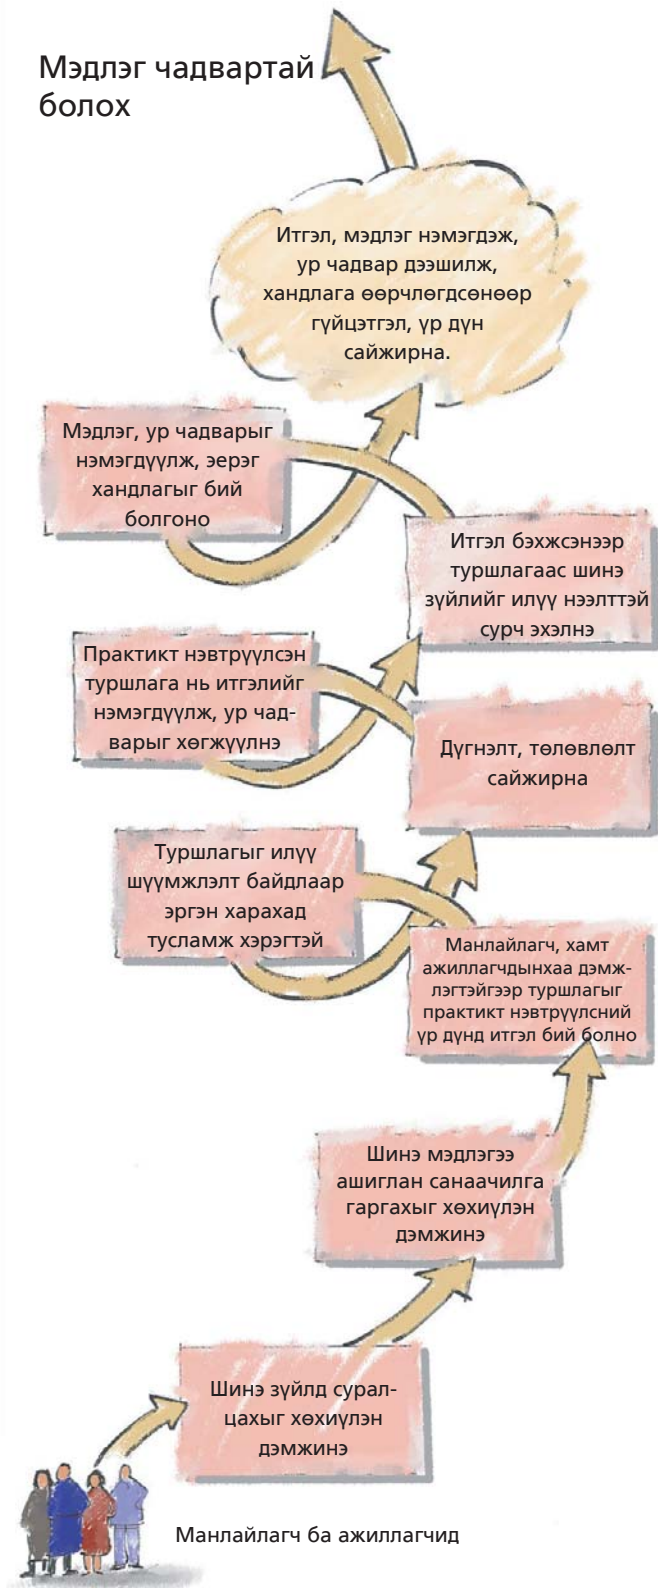 Мэдлэг чадвартай
болох
Итгэл, мэдлэг нэмэгдэж,
ур чадвар дээшилж,
хандлага өөрчлөгдсөнөөр
гүйцэтгэл, үр дүн
сайжирна.
Мэдлэг, ур чадварыг
нэмэгдүүлж, эерэг
хандлагыг бий
болгоно
Итгэл бэхжсэнээр
туршлагаас шинэ
зүйлийг илүү нээлттэй
сурч эхэлнэ
Практикт нэвтрүүлсэн
туршлага нь итгэлийг
нэмэгдүүлж, ур чад-
варыг хөгжүүлнэ
Дүгнэлт, төлөвлөлт
сайжирна
Туршлагыг илүү
шүүмжлэлт байдлаар
эргэн харахад
тусламж хэрэгтэй
Манлайлагч, хамт
ажиллагчдынхаа дэмж-
лэгтэйгээр туршлагыг
практикт нэвтрүүлсний
үр дүнд итгэл бий болно
Шинэ мэдлэгээ
ашиглан санаачилга
гаргахыг хөхиүлэн
дэмжинэ
Шинэ зүйлд сурал-
цахыг хөхиүлэн
дэмжинэ
Манлайлагч ба ажиллагчид